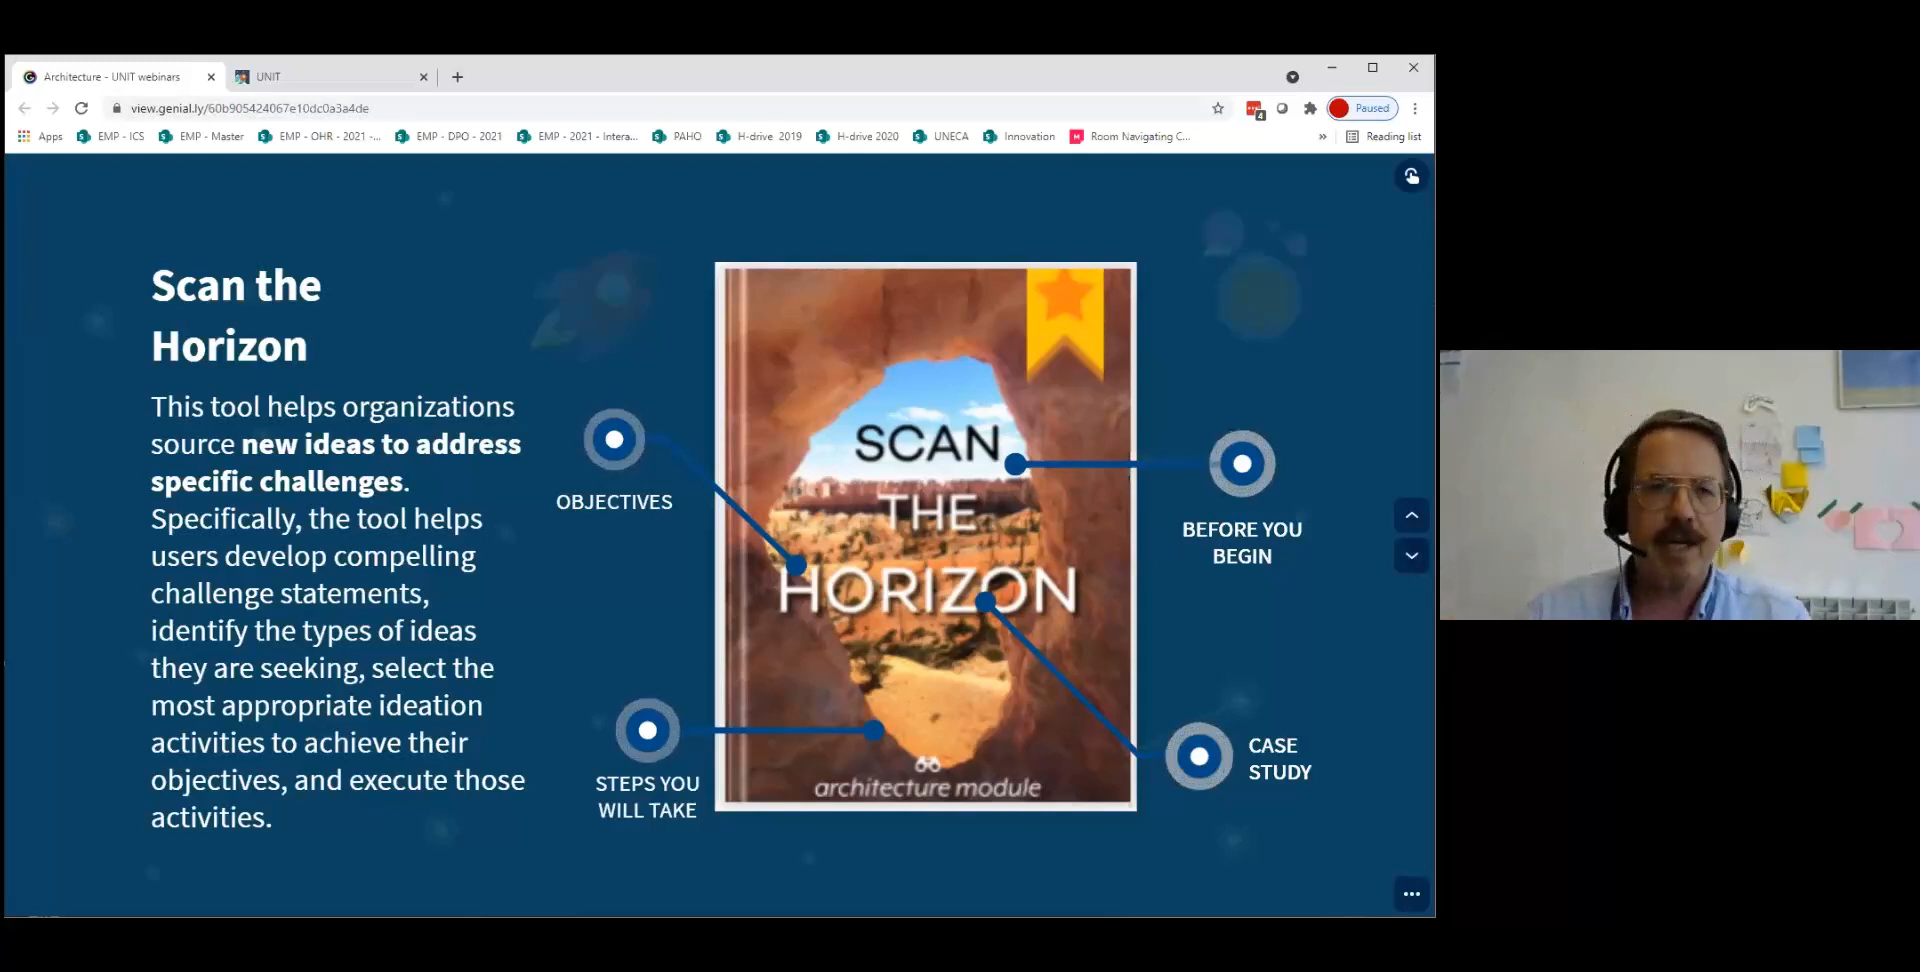 Architecture - UNIT webinars
UNIT
view.genial.ly/60b905424067e10dc0a3a4de
4
Paused
Apps
EMP - ICS
EMP - Master
EMP - OHR - 2021 -...
EMP - DPO - 2021
EMP - 2021 - Intera...
PAHO
H-drive 2019
H-drive 2020
UNECA
Innovation
Room Navigating C...
»
Reading list
Scan the
Horizon
This tool helps organizations
source new ideas to address
specific challenges.
Specifically, the tool helps
users develop compelling
challenge statements,
identify the types of ideas
they are seeking, select the
most appropriate ideation
activities to achieve their
objectives, and execute those
activities.
OBJECTIVES
STEPS YOU
WILL TAKE
SCAN
THE
HORIZON
architecture module
BEFORE YOU
BEGIN
CASE
STUDY